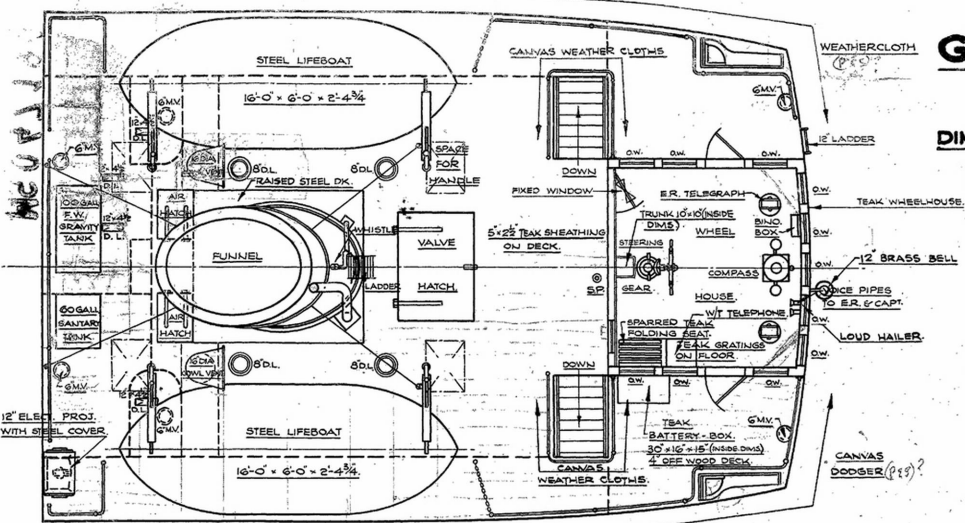 STEEL LIFEBOAT
16'-0" × 6'-0" × 2'-4¾
CANVAS WEATHER CLOTHS
WEATHERCLOTH
(P&S)?
G
DIM
6"M.V.
6"M.V.
12" LADDER
6"M.V.
8"D.L.
8"D.L.
SPACE
FOR
HANDLE
DOWN
O.W.
O.W.
O.W.
RAISED STEEL DK.
FIXED WINDOW
E.R. TELEGRAPH
O.W.
TEAK WHEELHOUSE.
100 GALL
F.W.
GRAVITY
TANK
12"×4½
D.L.
AIR
HATCH
WHISTLE
TRUNK 10"×10"(INSIDE
DIMS)
BINO.
BOX
WHEEL
O.W.
FUNNEL
VALVE
HATCH.
5"×2½" TEAK SHEATHING
ON DECK.
STEERING
GEAR.
COMPASS
O.W.
12" BRASS BELL
LADDER
S.P.
HOUSE.
VOICE PIPES
TO E.R. & CAPT.
60 GALL
SANITARY
TANK.
AIR
HATCH
W/T TELEPHONE.
O.W.
SPARRED TEAK
FOLDING SEAT.
TEAK GRATINGS
ON FLOOR.
LOUD HAILER.
O.W.
8"D.L.
8"D.L.
DOWN
6"M.V.
O.W.
O.W.
O.W.
12" ELECT. PROJ.
WITH STEEL COVER.
6"M.V.
STEEL LIFEBOAT
TEAK
BATTERY-BOX.
30"×16"×15"(INSIDE DIMS)
4" OFF WOOD DECK.
6"M.V.
16'-0" × 6'-0" × 2'-4¾.
CANVAS
WEATHER CLOTHS.
CANVAS
DODGER (P&S)?